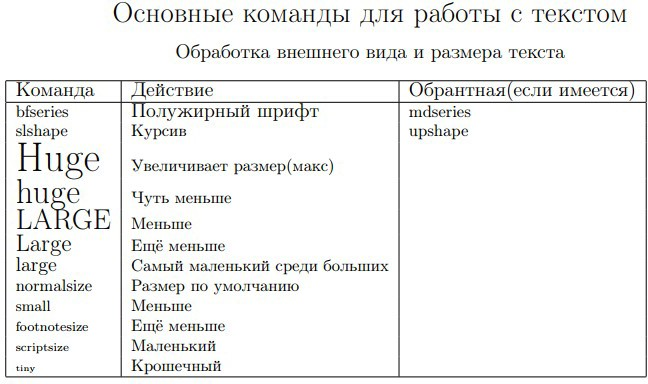 Основные команды для работы с текстом
Обработка внешнего вида и размера текста
Команда Действие Обрантная(если имеется)
bfseries Полужирный шрифт mdseries
slshape Курсив upshape
Huge Увеличивает размер(макс)
huge Чуть меньше
LARGE Меньше
Large Ещё меньше
large Самый маленький среди больших
normalsize Размер по умолчанию
small Меньше
footnotesize Ещё меньше
scriptsize Маленький
tiny Крошечный